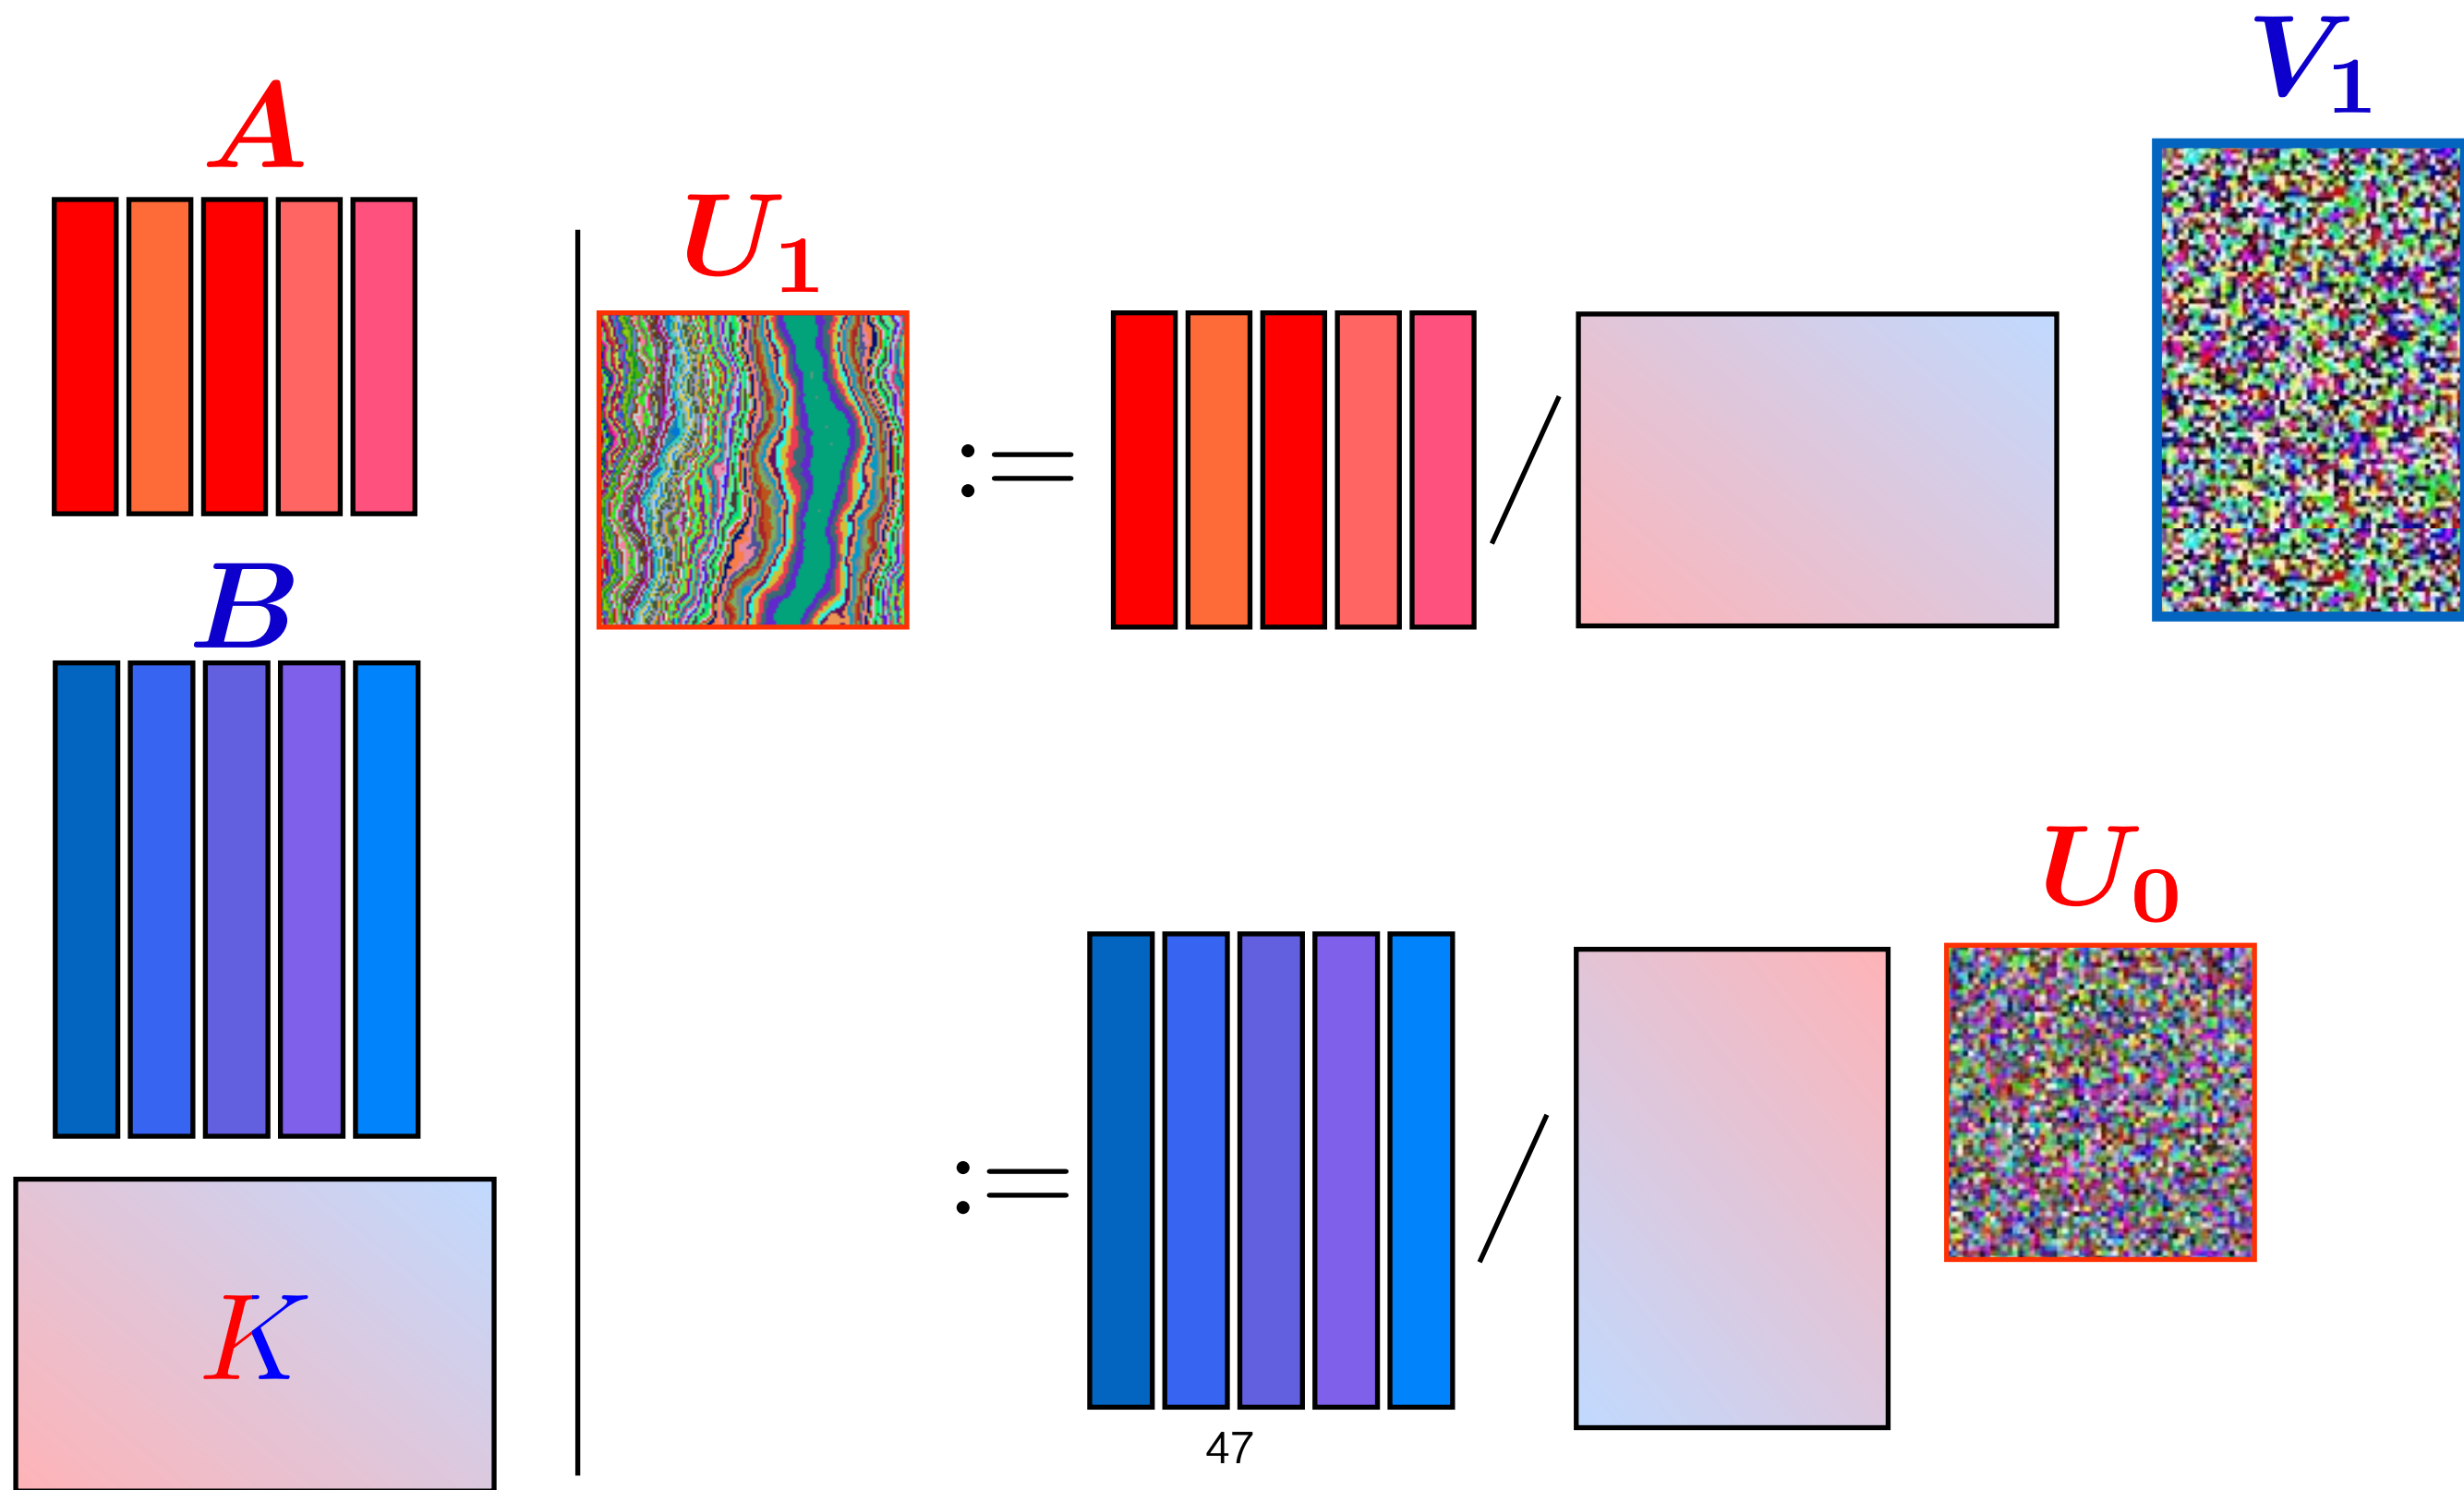 A
B
K
U₁ := / V₁
:= / U₀
47